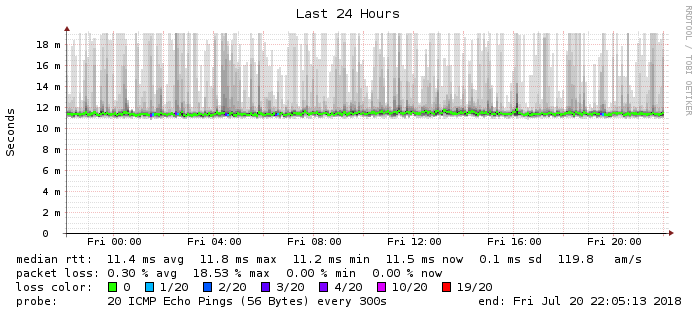 Last 24 Hours
RRDTOOL / TOBI OETIKER
Seconds
18 m
16 m
14 m
12 m
10 m
8 m
6 m
4 m
2 m
0
Fri 00:00 Fri 04:00 Fri 08:00 Fri 12:00 Fri 16:00 Fri 20:00
median rtt: 11.4 ms avg 11.8 ms max 11.2 ms min 11.5 ms now 0.1 ms sd 119.8 am/s
packet loss: 0.30 % avg 18.53 % max 0.00 % min 0.00 % now
loss color: 0 1/20 2/20 3/20 4/20 10/20 19/20
probe: 20 ICMP Echo Pings (56 Bytes) every 300s end: Fri Jul 20 22:05:13 2018